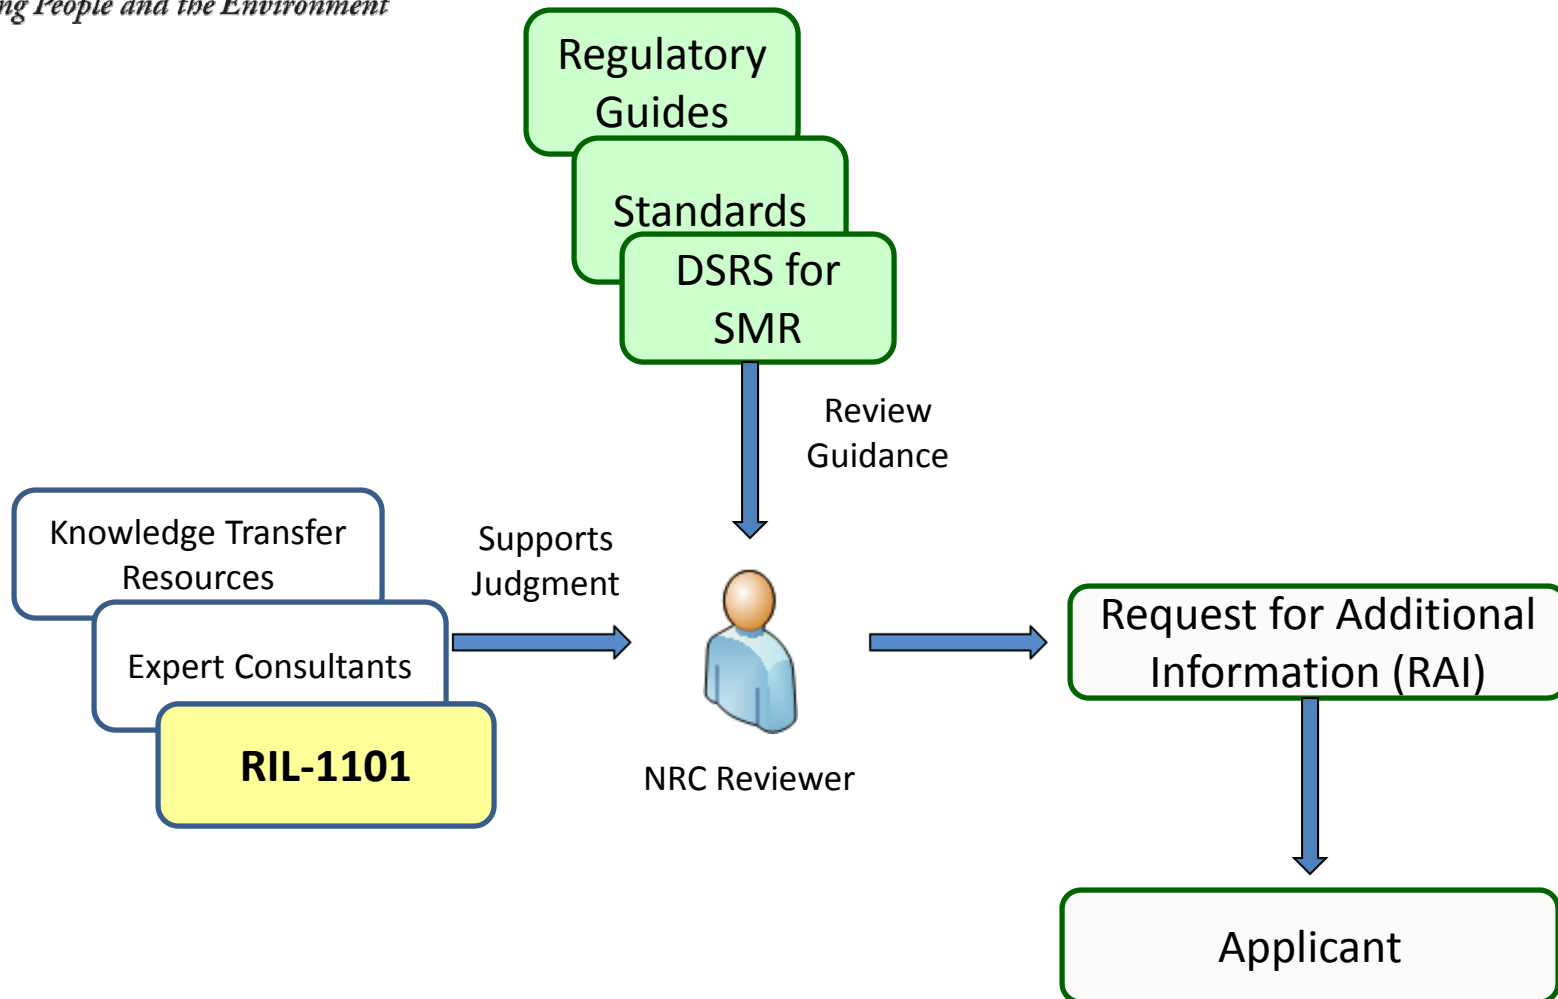 ng People and the Environment
Regulatory
Guides
Standards
DSRS for
SMR
Review
Guidance
Knowledge Transfer
Resources
Supports
Judgment
Expert Consultants
RIL-1101
NRC Reviewer
Request for Additional
Information (RAI)
Applicant